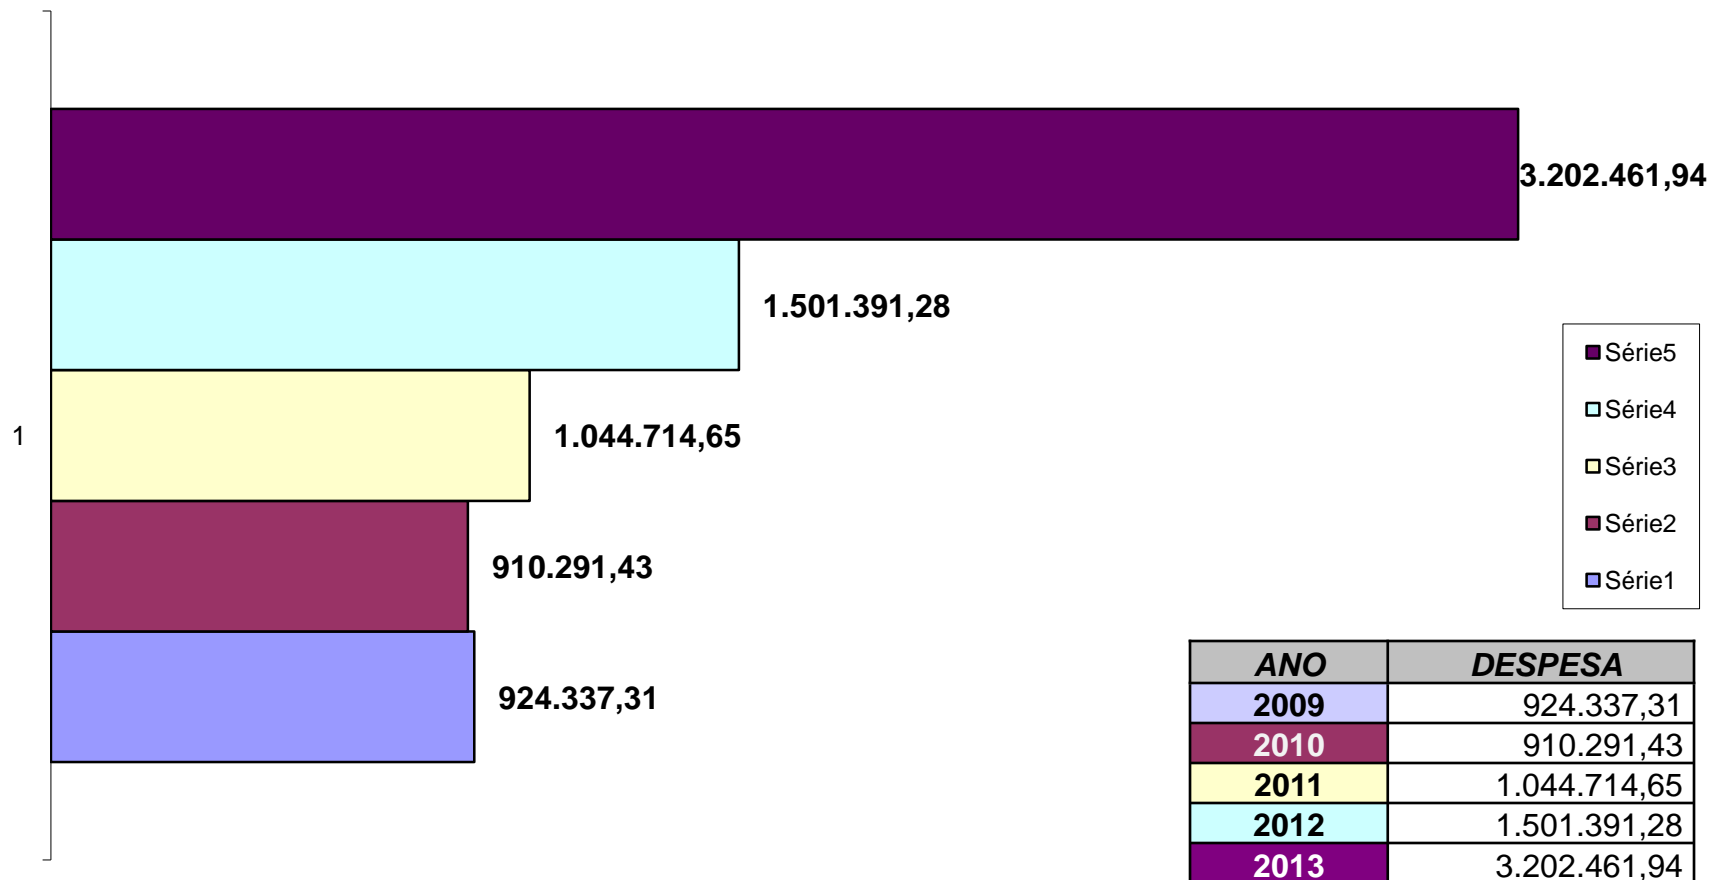 3.202.461,94
1.501.391,28
1
1.044.714,65
910.291,43
924.337,31
Série5
Série4
Série3
Série2
Série1
ANO DESPESA
2009 924.337,31
2010 910.291,43
2011 1.044.714,65
2012 1.501.391,28
2013 3.202.461,94